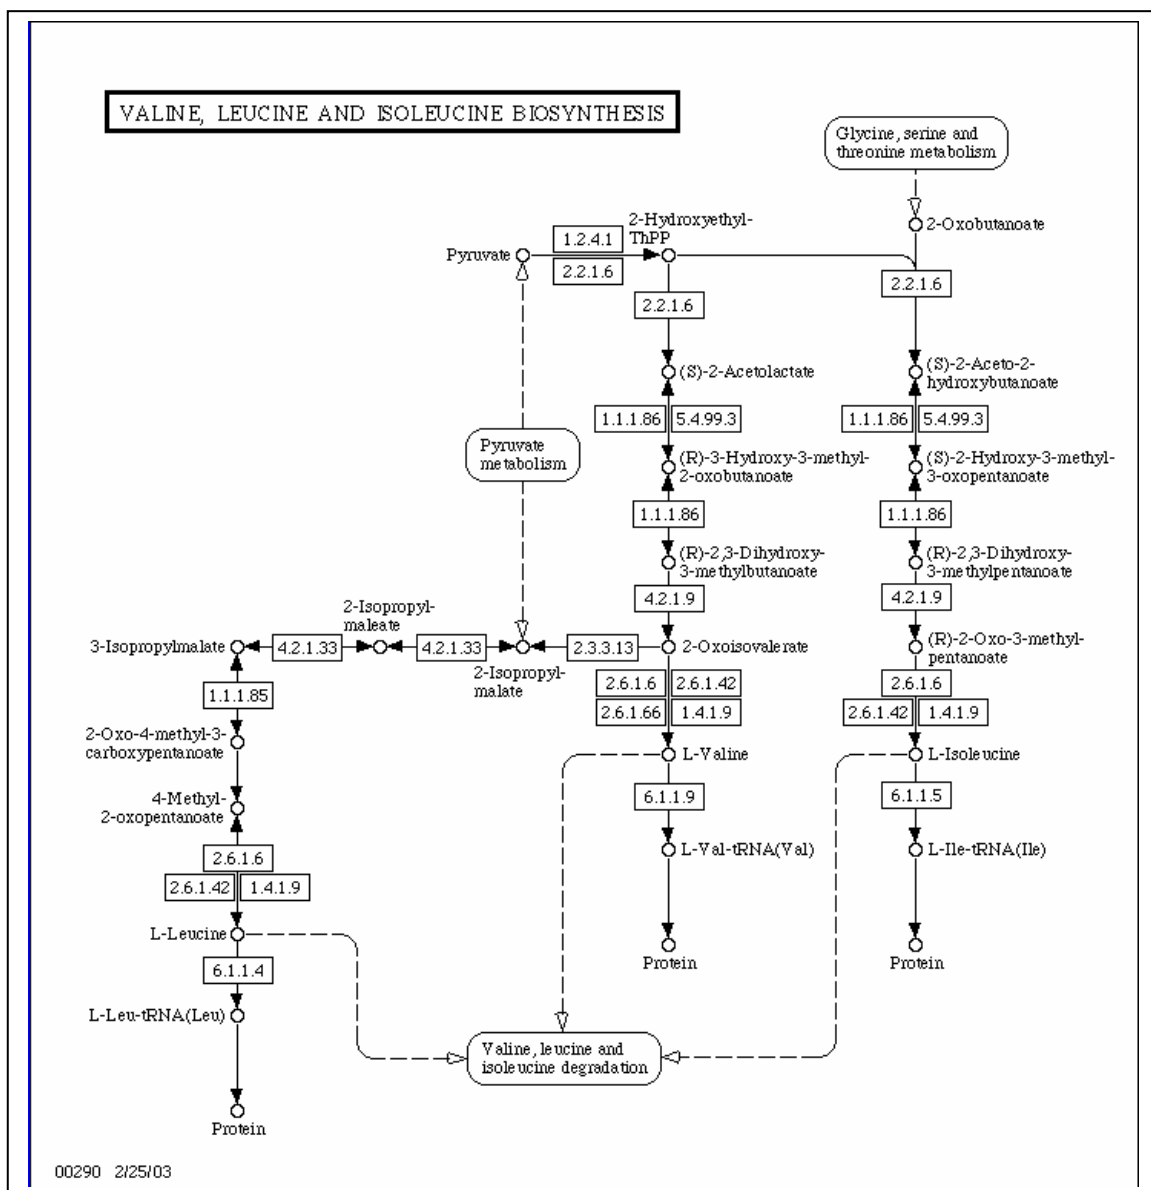 VALINE, LEUCINE AND ISOLEUCINE BIOSYNTHESIS
Glycine, serine and
threonine metabolism
2-Oxobutanoate
2-Hydroxyethyl-
ThPP
Pyruvate
1.2.4.1
2.2.1.6
2.2.1.6
2.2.1.6
(S)-2-Acetolactate
(S)-2-Aceto-2-
hydroxybutanoate
1.1.1.86
5.4.99.3
1.1.1.86
5.4.99.3
Pyruvate
metabolism
(R)-3-Hydroxy-3-methyl-
2-oxobutanoate
(S)-2-Hydroxy-3-methyl-
3-oxopentanoate
1.1.1.86
1.1.1.86
(R)-2,3-Dihydroxy-
3-methylbutanoate
(R)-2,3-Dihydroxy-
3-methylpentanoate
4.2.1.9
4.2.1.9
3-Isopropylmalate
4.2.1.33
2-Isopropyl-
maleate
4.2.1.33
2-Isopropyl-
malate
2.3.3.13
2-Oxoisovalerate
(R)-2-Oxo-3-methyl-
pentanoate
1.1.1.85
2.6.1.6
2.6.1.42
2.6.1.66
1.4.1.9
2.6.1.6
2.6.1.42
1.4.1.9
2-Oxo-4-methyl-3-
carboxypentanoate
L-Valine
L-Isoleucine
4-Methyl-
2-oxopentanoate
6.1.1.9
6.1.1.5
2.6.1.6
2.6.1.42
1.4.1.9
L-Val-tRNA(Val)
L-Ile-tRNA(Ile)
L-Leucine
Protein
Protein
6.1.1.4
L-Leu-tRNA(Leu)
Valine, leucine and
isoleucine degradation
Protein
00290 2/25/03